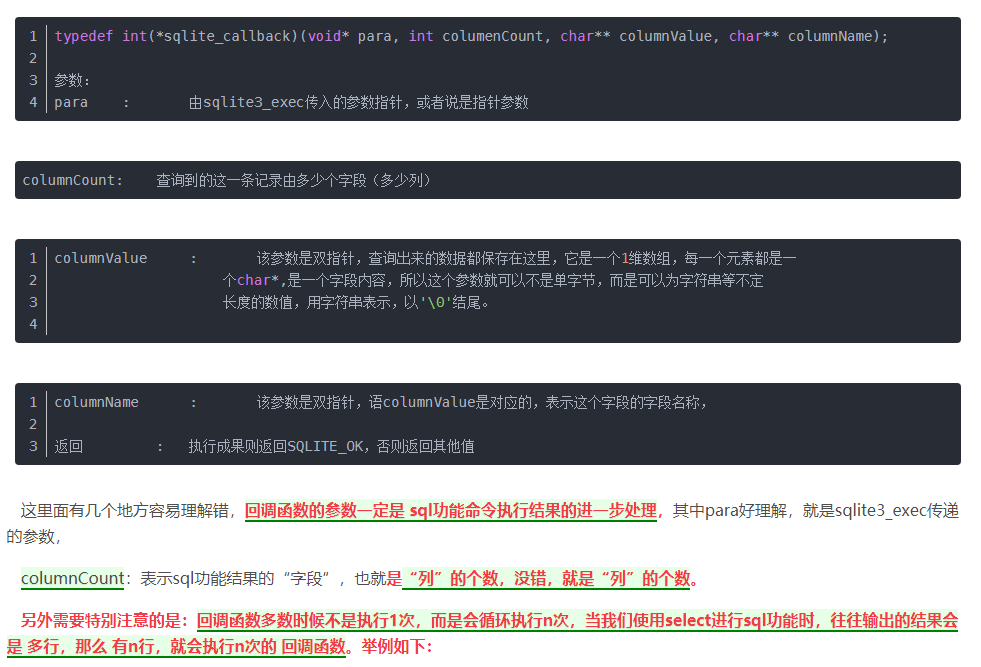 1 typedef int(*sqlite_callback)(void* para, int columenCount, char** columnValue, char** columnName);
2
3 参数:
4 para : 由sqlite3_exec传入的参数指针，或者说是指针参数
columnCount: 查询到的这一条记录由多少个字段（多少列）
1 columnValue : 该参数是双指针，查询出来的数据都保存在这里，它是一个1维数组，每一个元素都是一
2 个char*,是一个字段内容，所以这个参数就可以不是单字节，而是可以为字符串等不定
3 长度的数值，用字符串表示，以'\0'结尾。
4
1 columnName : 该参数是双指针，语columnValue是对应的，表示这个字段的字段名称，
2
3 返回 : 执行成果则返回SQLITE_OK，否则返回其他值
这里面有几个地方容易理解错，回调函数的参数一定是 sql功能命令执行结果的进一步处理，其中para好理解，就是sqlite3_exec传递
的参数，
columnCount：表示sql功能结果的“字段”，也就是“列”的个数，没错，就是“列”的个数。
另外需要特别注意的是：回调函数多数时候不是执行1次，而是会循环执行n次，当我们使用select进行sql功能时，往往输出的结果会
是 多行，那么 有n行，就会执行n次的 回调函数。举例如下：